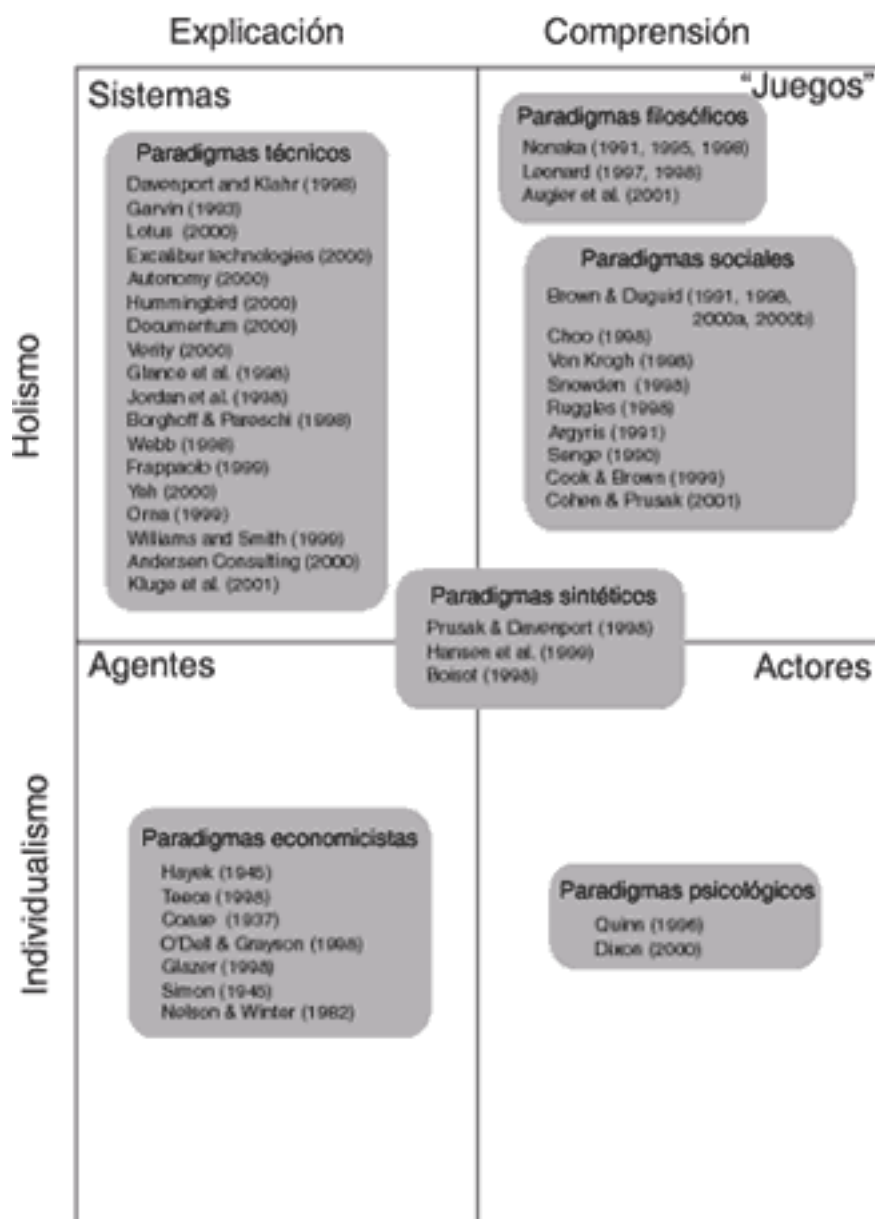 Explicación
Comprensión
Holismo
Individualismo
Sistemas
Paradigmas técnicos
Davenport and Klahr (1998)
Garvin (1993)
Lotus (2000)
Excalibur technologies (2000)
Autonomy (2000)
Hummingbird (2000)
Documentum (2000)
Verity (2000)
Glance et al. (1998)
Jordan et al. (1998)
Borghoff & Pareschi (1998)
Webb (1998)
Frappaolo (1999)
Yeh (2000)
Orna (1999)
Williams and Smith (1999)
Andersen Consulting (2000)
Kluge et al. (2001)
"Juegos"
Paradigmas filosóficos
Nonaka (1991, 1995, 1998)
Leonard (1997, 1998)
Augier et al. (2001)
Paradigmas sociales
Brown & Duguid (1991, 1998,
2000a, 2000b)
Choo (1998)
Von Krogh (1998)
Snowden (1998)
Ruggles (1998)
Argyris (1991)
Senge (1990)
Cook & Brown (1999)
Cohen & Prusak (2001)
Paradigmas sintéticos
Prusak & Davenport (1998)
Hansen et al. (1999)
Boisot (1998)
Agentes
Paradigmas economicistas
Hayek (1945)
Teece (1998)
Coase (1937)
O'Dell & Grayson (1998)
Glazer (1998)
Simon (1945)
Nelson & Winter (1982)
Actores
Paradigmas psicológicos
Quinn (1996)
Dixon (2000)